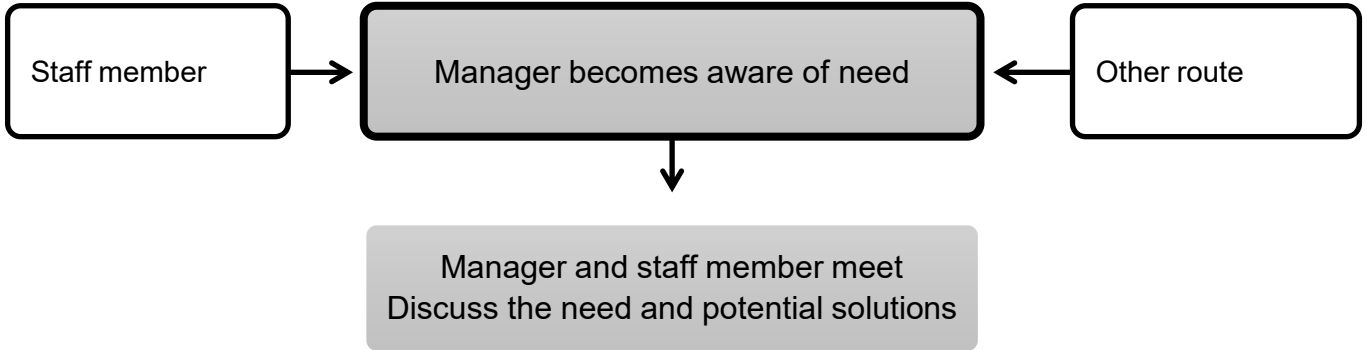 Staff member
Manager becomes aware of need
Other route
Manager and staff member meet
Discuss the need and potential solutions